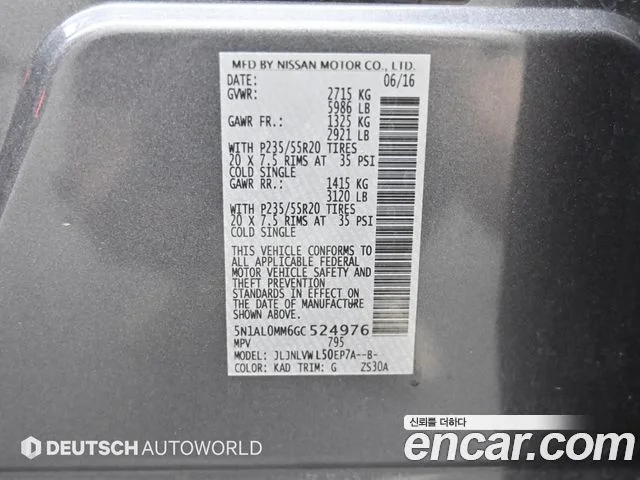 MFD BY NISSAN MOTOR CO., LTD.
DATE: 06/16
GVWR: 2715 KG
5986 LB
GAWR FR.: 1325 KG
2921 LB
WITH P235/55R20 TIRES
20 X 7.5 RIMS AT 35 PSI
COLD SINGLE
GAWR RR.: 1415 KG
3120 LB
WITH P235/55R20 TIRES
20 X 7.5 RIMS AT 35 PSI
COLD SINGLE
THIS VEHICLE CONFORMS TO
ALL APPLICABLE FEDERAL
MOTOR VEHICLE SAFETY AND
THEFT PREVENTION
STANDARDS IN EFFECT ON
THE DATE OF MANUFACTURE
SHOWN ABOVE.
5N1AL0MM6GC524976
MPV 795
MODEL: JLJNLVWL50EP7A--B-
COLOR: KAD TRIM: G ZS30A
DEUTSCH AUTOWORLD
신뢰를 더하다
encar.com